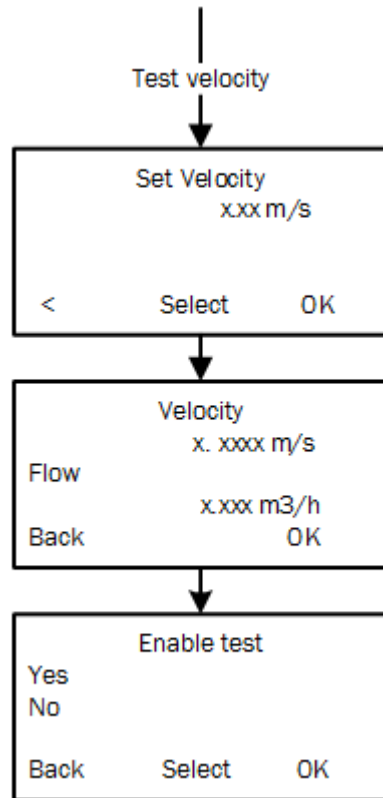 Test velocity
Set Velocity
x.xx m/s
< Select OK
Velocity
x. xxxx m/s
Flow
x.xxx m3/h
Back OK
Enable test
Yes
No
Back Select OK